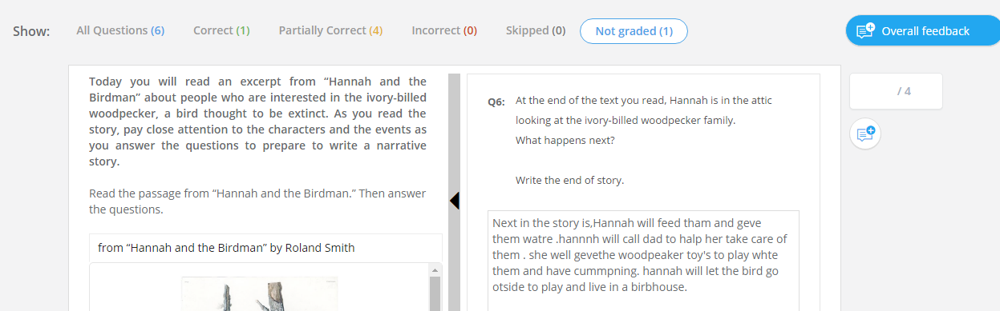 Show: All Questions (6) Correct (1) Partially Correct (4) Incorrect (0) Skipped (0) Not graded (1) Overall feedback
Today you will read an excerpt from “Hannah and the
Birdman” about people who are interested in the ivory-billed
woodpecker, a bird thought to be extinct. As you read the
story, pay close attention to the characters and the events as
you answer the questions to prepare to write a narrative
story.
Read the passage from “Hannah and the Birdman.” Then answer
the questions.
from “Hannah and the Birdman” by Roland Smith
Q6: At the end of the text you read, Hannah is in the attic
looking at the ivory-billed woodpecker family.
What happens next?
Write the end of story.
Next in the story is,Hannah will feed tham and geve
them watre .hannnh will call dad to halp her take care of
them . she well gevethe woodpeaker toy's to play whte
them and have cummpning. hannah will let the bird go
otside to play and live in a birbhouse.
/ 4